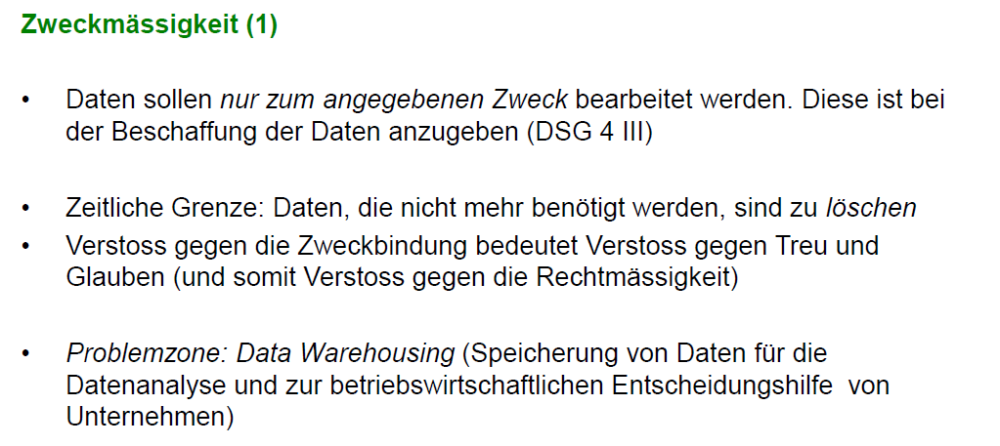 Zweckmässigkeit (1)
• Daten sollen nur zum angegebenen Zweck bearbeitet werden. Diese ist bei
der Beschaffung der Daten anzugeben (DSG 4 III)
• Zeitliche Grenze: Daten, die nicht mehr benötigt werden, sind zu löschen
• Verstoss gegen die Zweckbindung bedeutet Verstoss gegen Treu und
Glauben (und somit Verstoss gegen die Rechtmässigkeit)
• Problemzone: Data Warehousing (Speicherung von Daten für die
Datenanalyse und zur betriebswirtschaftlichen Entscheidungshilfe  von
Unternehmen)